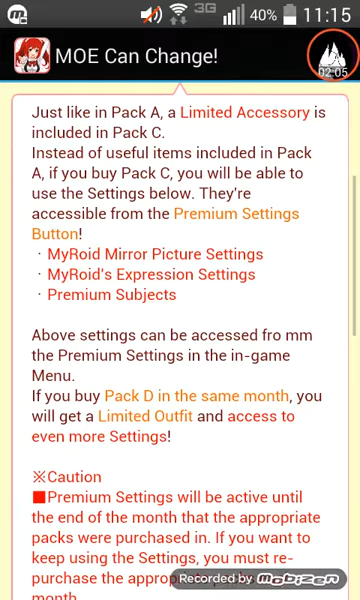 3G 40% 11:15
MOE Can Change!
02:05
Just like in Pack A, a Limited Accessory is
included in Pack C.
Instead of useful items included in Pack
A, if you buy Pack C, you will be able to
use the Settings below. They're
accessible from the Premium Settings
Button!
・MyRoid Mirror Picture Settings
・MyRoid's Expression Settings
・Premium Subjects
Above settings can be accessed fro mm
the Premium Settings in the in-game
Menu.
If you buy Pack D in the same month, you
will get a Limited Outfit and access to
even more Settings!
※Caution
■Premium Settings will be active until
the end of the month that the appropriate
packs were purchased in. If you want to
keep using the Settings, you must re-
purchase the
month.
Recorded by Mobizen